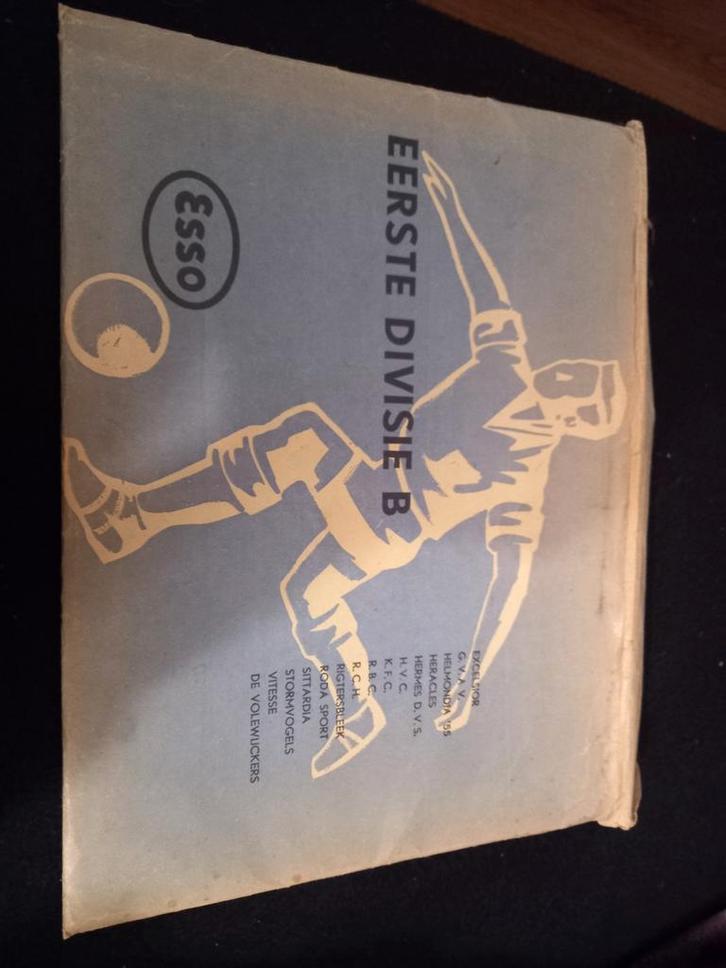 EERSTE DIVISIE B
Esso
EXCELSIOR
G. V. A. V.
HELMONDIA '55
HERACLES
HERMES D. V. S.
H. V. C.
K. F. C.
R. B. C.
R. C. H.
RIGTERSBLEEK
RODA SPORT
SITTARDIA
STORMVOGELS
VITESSE
DE VOLEWIJCKERS